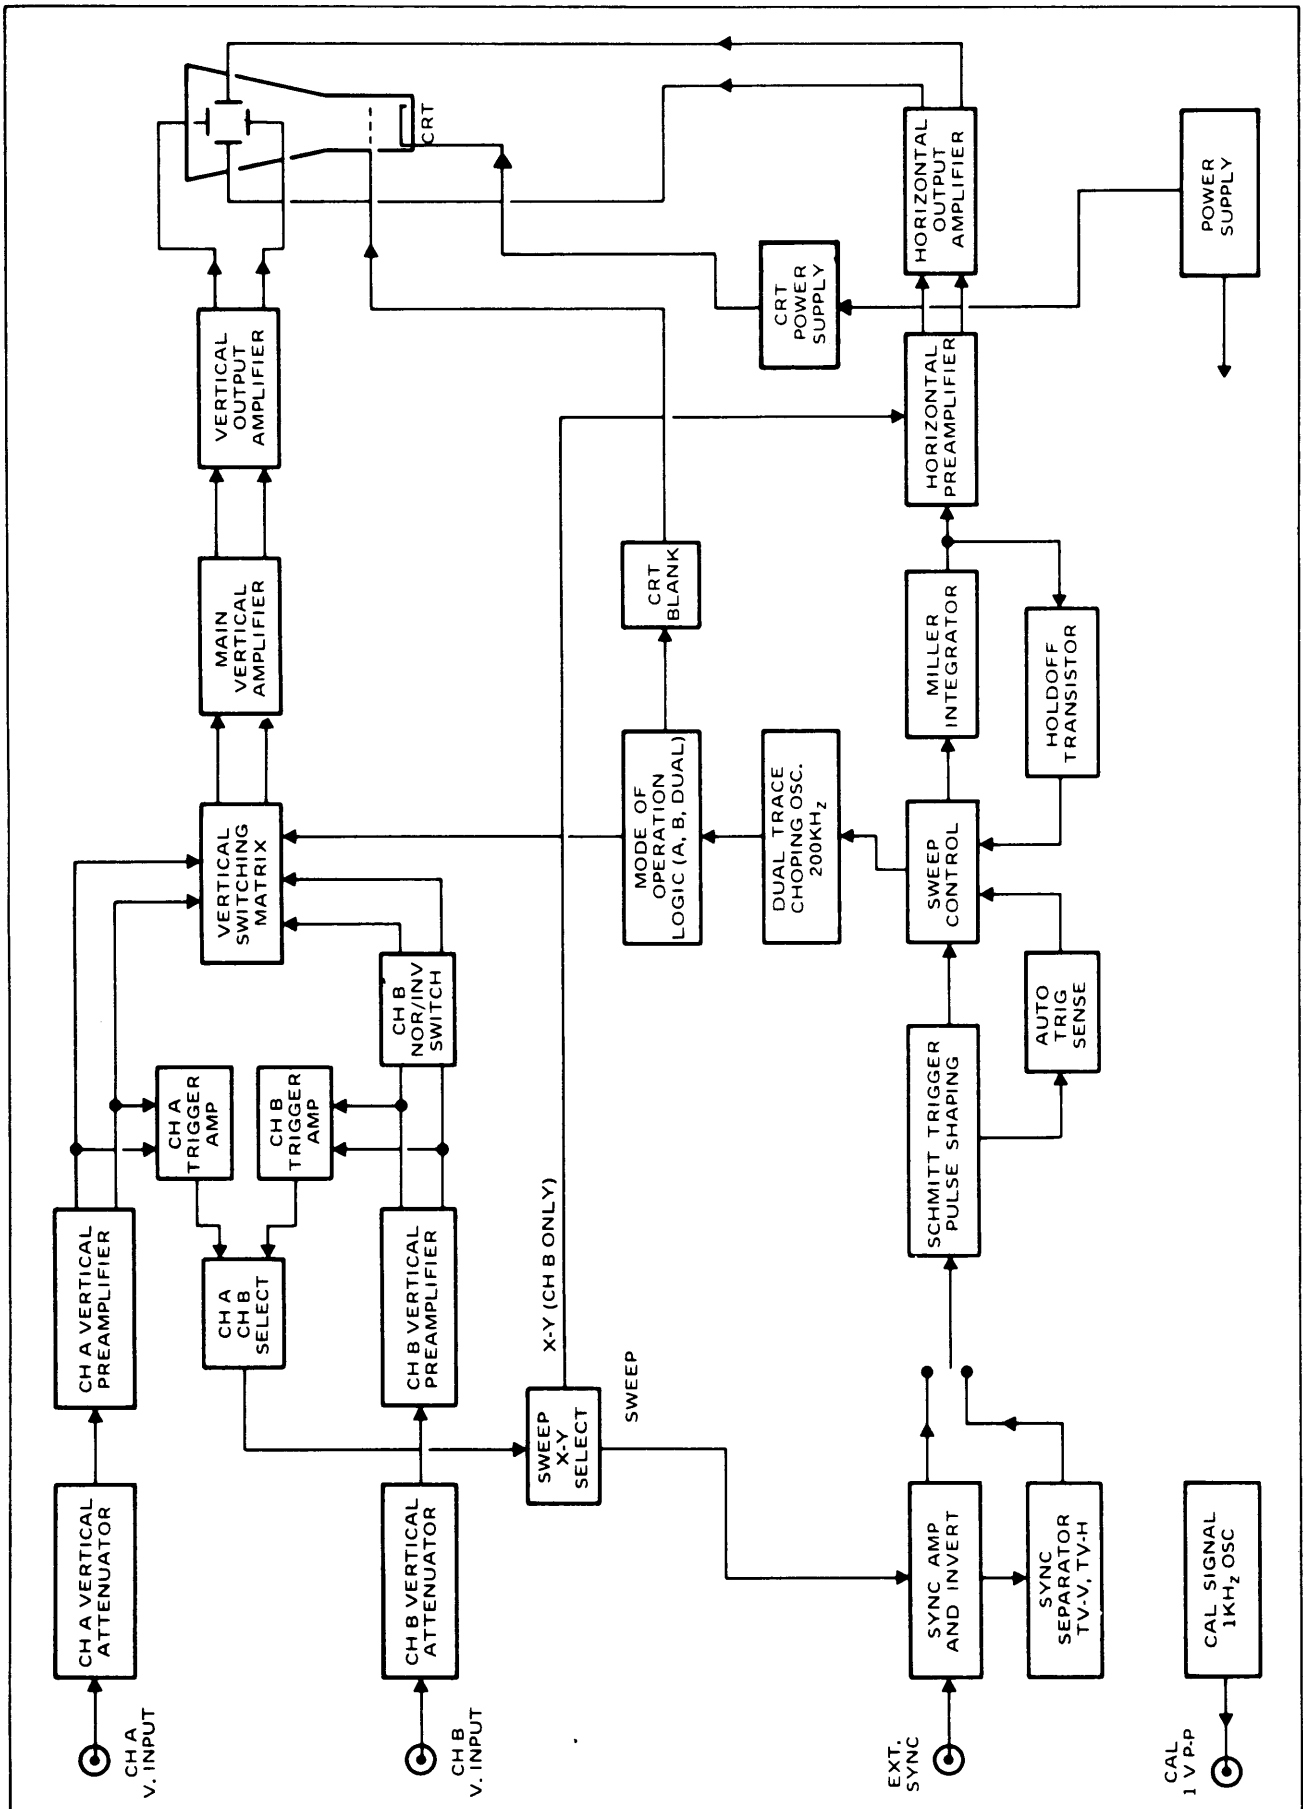 CH A
V. INPUT
CH A VERTICAL
ATTENUATOR
CH A VERTICAL
PREAMPLIFIER
CH A
TRIGGER
AMP
CH B
TRIGGER
AMP
CH A
CH B
SELECT
VERTICAL
SWITCHING
MATRIX
MAIN
VERTICAL
AMPLIFIER
VERTICAL
OUTPUT
AMPLIFIER
CRT
CH B
V. INPUT
CH B VERTICAL
ATTENUATOR
CH B VERTICAL
PREAMPLIFIER
CH B
NOR/INV
SWITCH
SWEEP
X-Y
SELECT
X-Y (CH B ONLY)
SWEEP
MODE OF
OPERATION
LOGIC (A, B, DUAL)
CRT
BLANK
DUAL TRACE
CHOPING OSC.
200KHz
CRT
POWER
SUPPLY
EXT.
SYNC
SYNC AMP
AND INVERT
SYNC
SEPARATOR
TV-V, TV-H
SCHMITT TRIGGER
PULSE SHAPING
AUTO
TRIG
SENSE
SWEEP
CONTROL
MILLER
INTEGRATOR
HOLDOFF
TRANSISTOR
HORIZONTAL
PREAMPLIFIER
HORIZONTAL
OUTPUT
AMPLIFIER
CAL
1 V P-P
CAL SIGNAL
1KHz OSC
POWER
SUPPLY